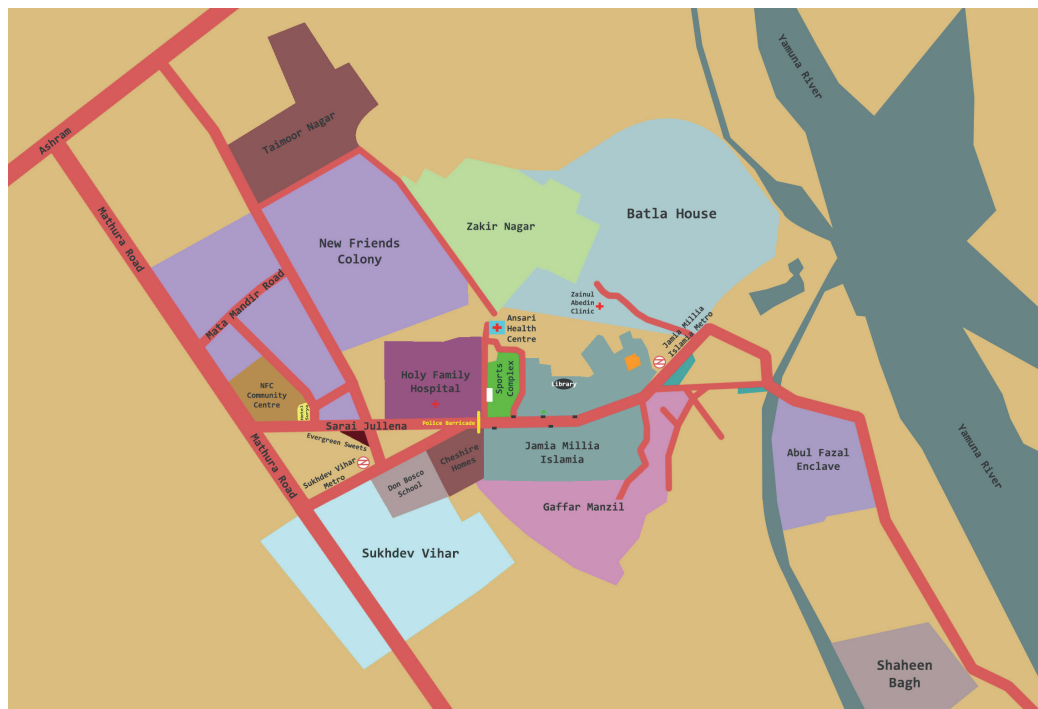 Yamuna River
Ashram
Taimoor Nagar
Mathura Road
Batla House
Zakir Nagar
New Friends
Colony
Mata Mandir Road
Zainul
Abedin
Clinic
Ansari
Health
Centre
Jamia Millia
Islamia Metro
Holy Family
Hospital
Sports
Complex
Library
NFC
Community
Centre
Sarai Jullena
Police Barricade
Evergreen Sweets
Jamia Millia
Islamia
Cheshire
Homes
Abul Fazal
Enclave
Mathura Road
Sukhdev Vihar
Metro
Don Bosco
School
Yamuna River
Gaffar Manzil
Sukhdev Vihar
Shaheen
Bagh